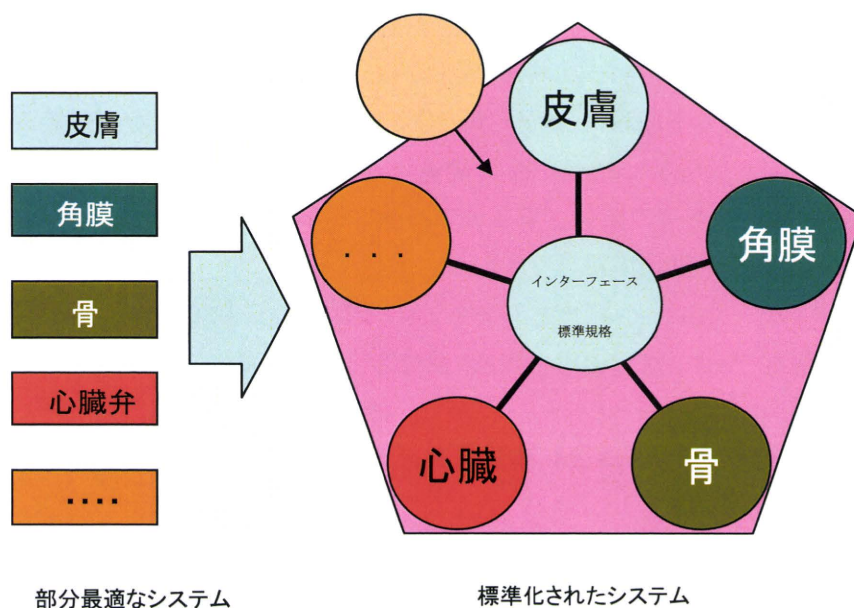 皮膚
角膜
骨
心臓弁
....
部分最適なシステム
皮膚
角膜
骨
心臓
...
インターフェース
標準規格
標準化されたシステム